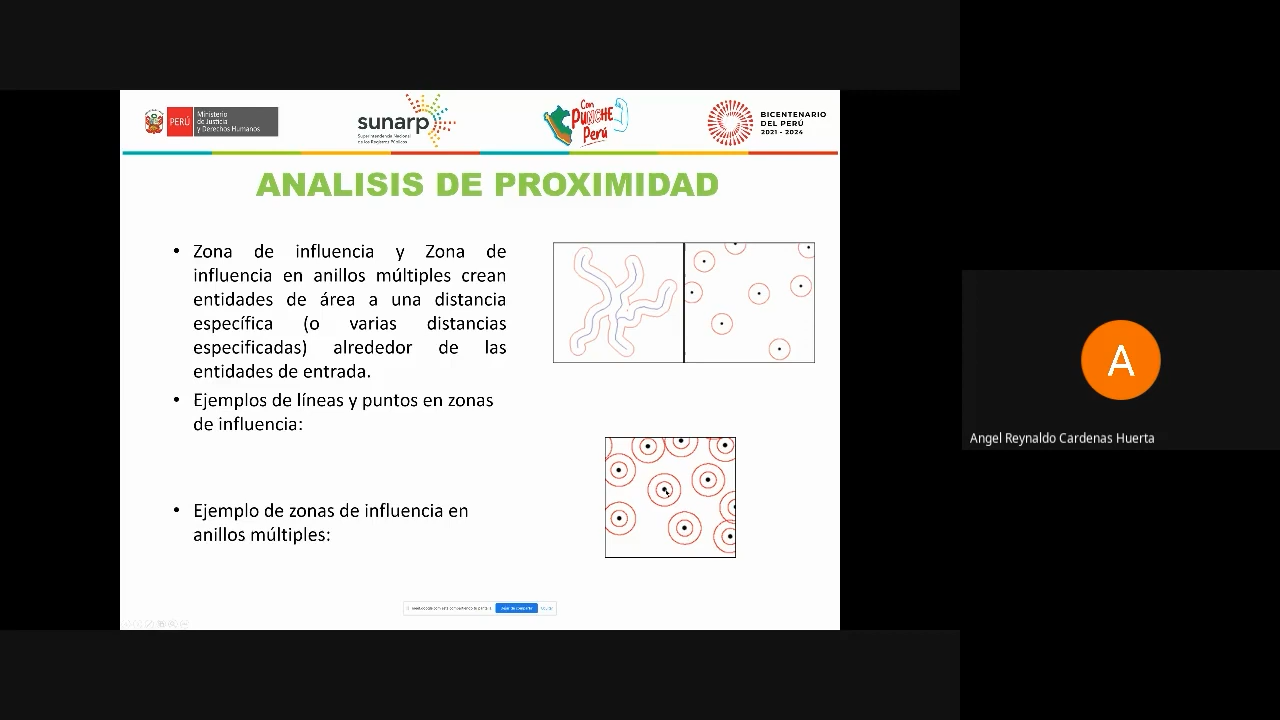 PERÚ
Ministerio
de Justicia
y Derechos Humanos
sunarp
Superintendencia Nacional
de los Registros Públicos
Con
PUNCHE
Perú
BICENTENARIO
DEL PERÚ
2021 - 2024
ANALISIS DE PROXIMIDAD
• Zona de influencia y Zona de
influencia en anillos múltiples crean
entidades de área a una distancia
específica (o varias distancias
especificadas) alrededor de las
entidades de entrada.
• Ejemplos de líneas y puntos en zonas
de influencia:
• Ejemplo de zonas de influencia en
anillos múltiples:
A
Angel Reynaldo Cardenas Huerta